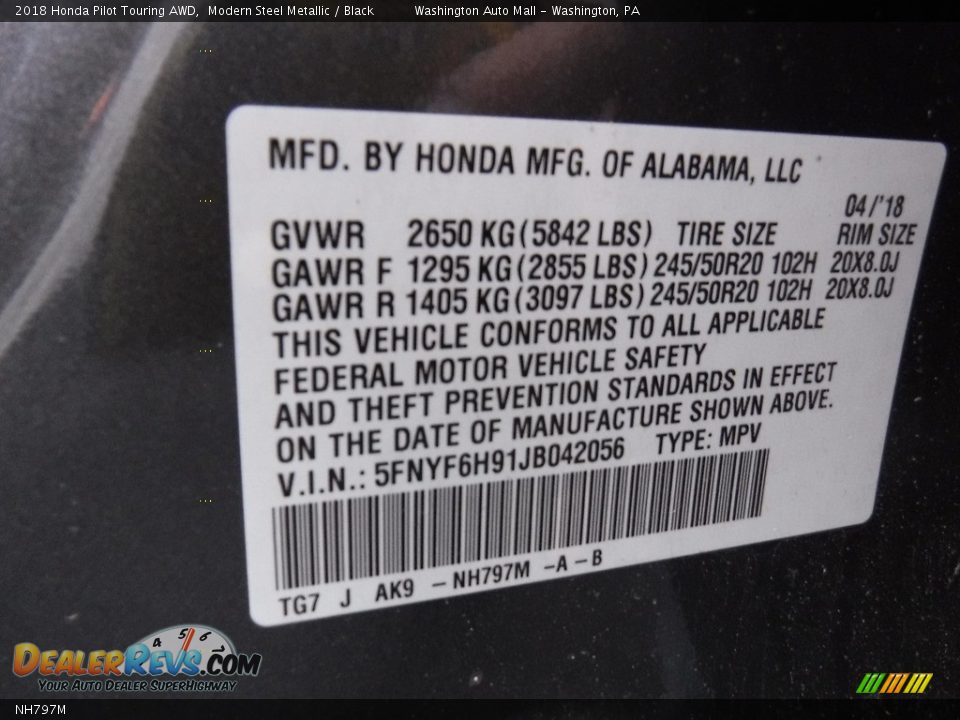 2018 Honda Pilot Touring AWD, Modern Steel Metallic / Black Washington Auto Mall - Washington, PA
MFD. BY HONDA MFG. OF ALABAMA, LLC
04/'18
GVWR 2650 KG (5842 LBS) TIRE SIZE RIM SIZE
GAWR F 1295 KG (2855 LBS) 245/50R20 102H 20X8.0J
GAWR R 1405 KG (3097 LBS) 245/50R20 102H 20X8.0J
THIS VEHICLE CONFORMS TO ALL APPLICABLE
FEDERAL MOTOR VEHICLE SAFETY
AND THEFT PREVENTION STANDARDS IN EFFECT
ON THE DATE OF MANUFACTURE SHOWN ABOVE.
V.I.N.: 5FNYF6H91JB042056 TYPE: MPV
TG7 J AK9 -NH797M -A-B
4 5 6
DEALERREVS.COM
YOUR AUTO DEALER SUPERHIGHWAY
NH797M